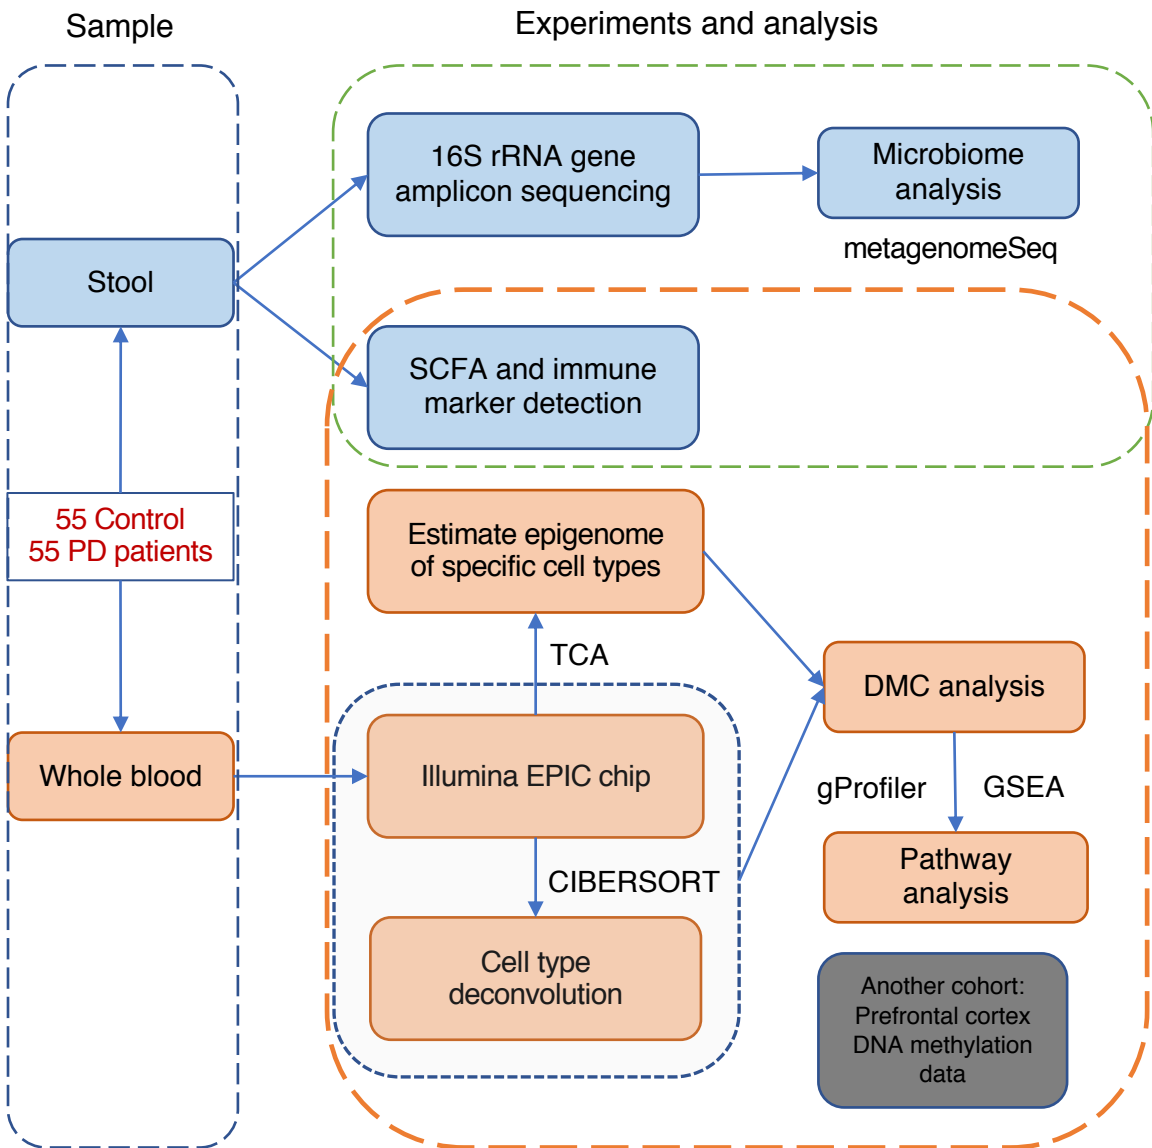 Sample
Experiments and analysis
16S rRNA gene
amplicon sequencing
Microbiome
analysis
metagenomeSeq
Stool
SCFA and immune
marker detection
55 Control
55 PD patients
Estimate epigenome
of specific cell types
TCA
DMC analysis
Whole blood
Illumina EPIC chip
gProfiler
GSEA
CIBERSORT
Pathway
analysis
Cell type
deconvolution
Another cohort:
Prefrontal cortex
DNA methylation
data